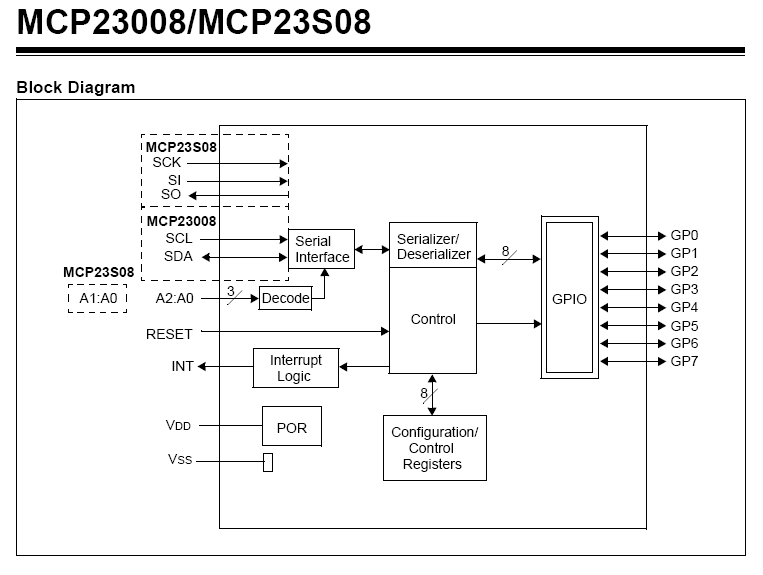 MCP23008/MCP23S08
Block Diagram
MCP23S08
SCK
SI
SO
MCP23008
SCL
SDA
Serial
Interface
Serializer/
Deserializer
8
GPIO
GP0
GP1
GP2
GP3
GP4
GP5
GP6
GP7
MCP23S08
A1:A0
A2:A0
3
Decode
Control
RESET
INT
Interrupt
Logic
8
VDD
POR
Configuration/
Control
Registers
VSS